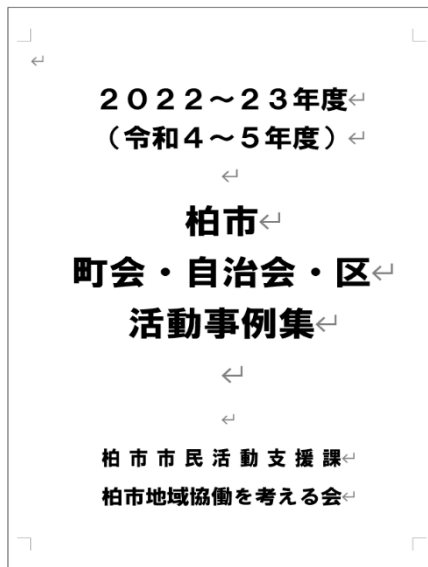 ２０２２～２３年度
（令和４～５年度）
柏市
町会・自治会・区
活動事例集
柏市市民活動支援課
柏市地域協働を考える会